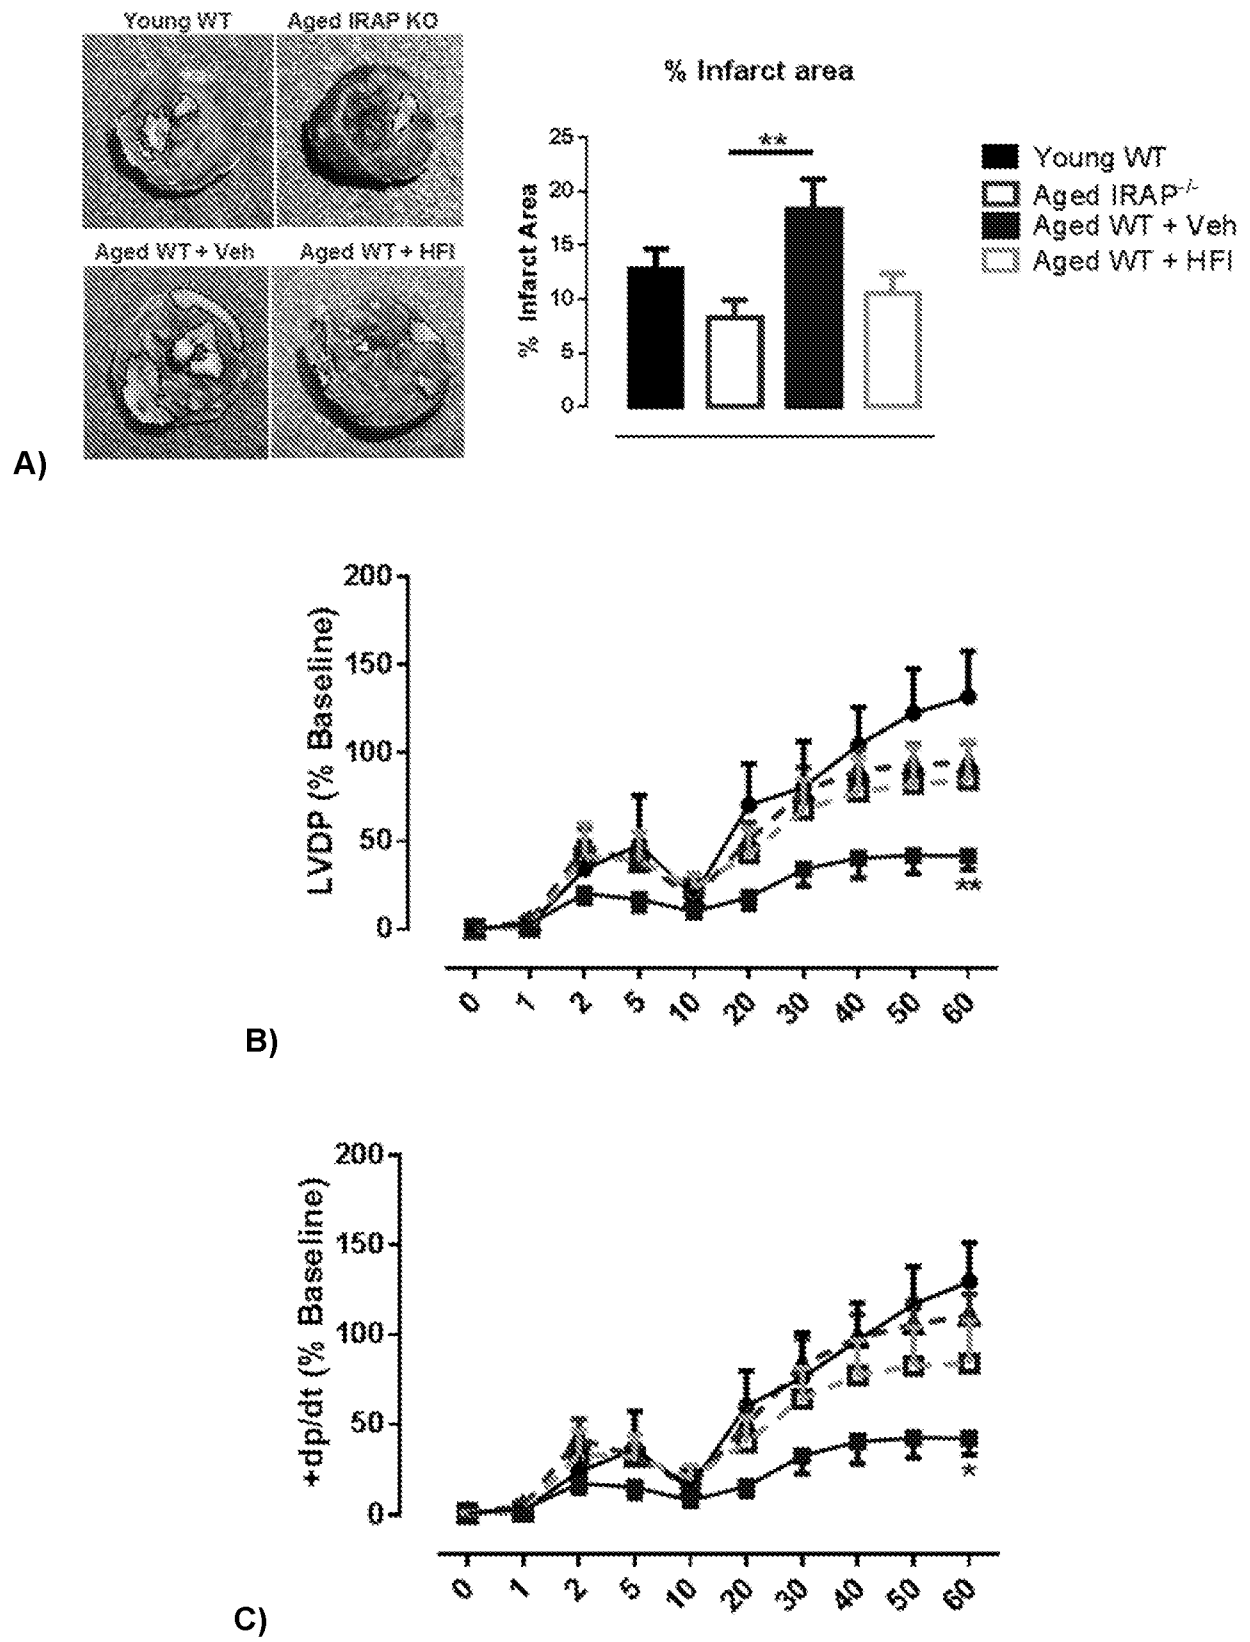 Young WT
Aged IRAP KO
Aged WT + Veh
Aged WT + HFI
A)
% Infarct area
% Infarct Area
25
20
15
10
5
0
**
Young WT
Aged IRAP-/-
Aged WT + Veh
Aged WT + HFI
LVDP (% Baseline)
200
150
100
50
0
**
0 1 2 5 10 20 30 40 50 60
B)
+dp/dt (% Baseline)
200
150
100
50
0
*
0 1 2 5 10 20 30 40 50 60
C)